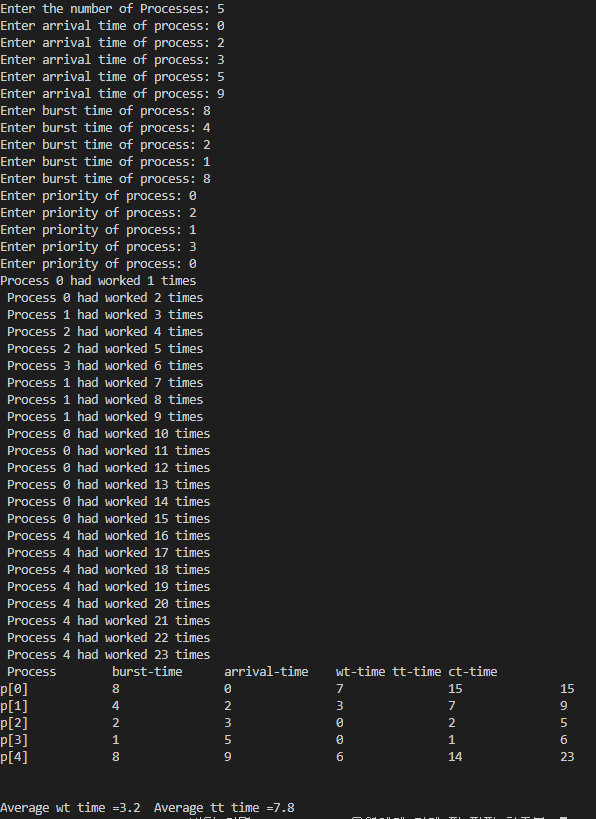 Enter the number of Processes: 5
Enter arrival time of process: 0
Enter arrival time of process: 2
Enter arrival time of process: 3
Enter arrival time of process: 5
Enter arrival time of process: 9
Enter burst time of process: 8
Enter burst time of process: 4
Enter burst time of process: 2
Enter burst time of process: 1
Enter burst time of process: 8
Enter priority of process: 0
Enter priority of process: 2
Enter priority of process: 1
Enter priority of process: 3
Enter priority of process: 0
Process 0 had worked 1 times
Process 0 had worked 2 times
Process 1 had worked 3 times
Process 2 had worked 4 times
Process 2 had worked 5 times
Process 3 had worked 6 times
Process 1 had worked 7 times
Process 1 had worked 8 times
Process 1 had worked 9 times
Process 0 had worked 10 times
Process 0 had worked 11 times
Process 0 had worked 12 times
Process 0 had worked 13 times
Process 0 had worked 14 times
Process 0 had worked 15 times
Process 4 had worked 16 times
Process 4 had worked 17 times
Process 4 had worked 18 times
Process 4 had worked 19 times
Process 4 had worked 20 times
Process 4 had worked 21 times
Process 4 had worked 22 times
Process 4 had worked 23 times
Process burst-time arrival-time wt-time tt-time ct-time
p[0] 8 0 7 15 15
p[1] 4 2 3 7 9
p[2] 2 3 0 2 5
p[3] 1 5 0 1 6
p[4] 8 9 6 14 23
Average wt time =3.2 Average tt time =7.8